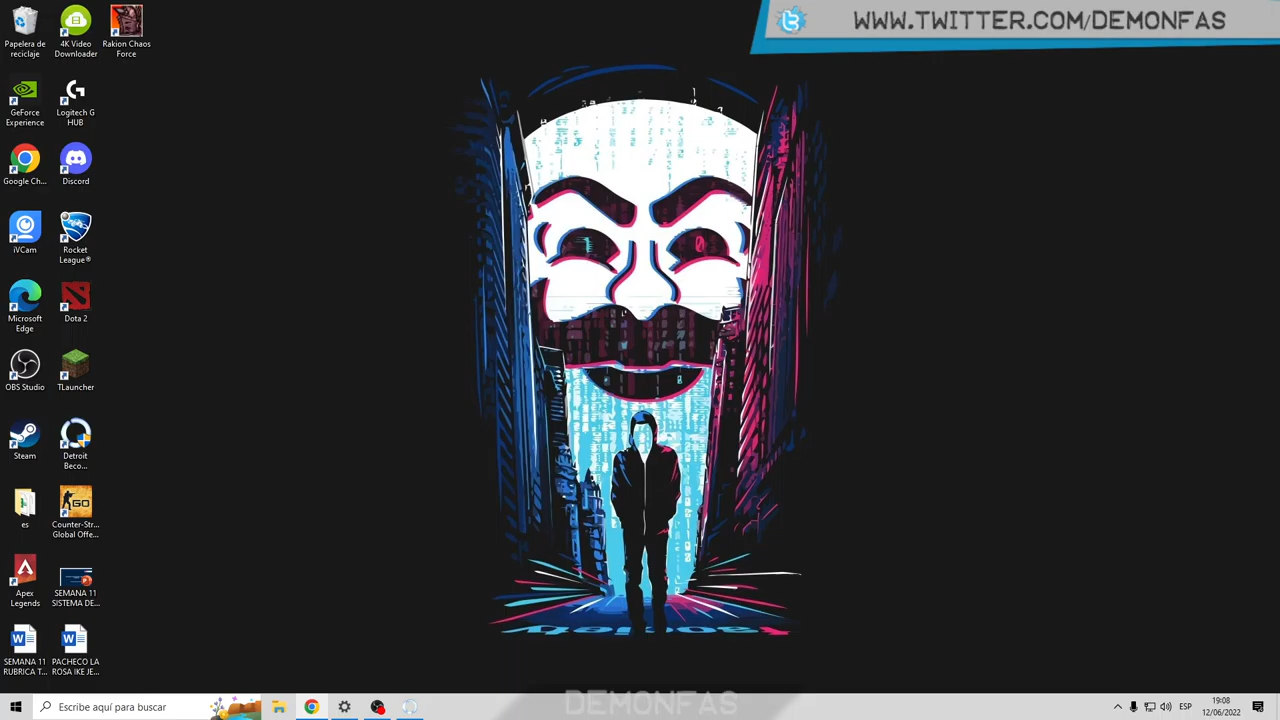 WWW.TWITTER.COM/DEMONFAS
Papelera de
reciclaje
4K Video
Downloader
Rakion Chaos
Force
GeForce
Experience
Logitech G
HUB
Google Ch...
Discord
iVCam
Rocket
League®
Microsoft
Edge
Dota 2
OBS Studio
TLauncher
Steam
Detroit
Beco...
es
Counter-Str...
Global Offe...
Apex
Legends
SEMANA 11
SISTEMA DE...
SEMANA 11
RUBRICA T...
PACHECO LA
ROSA IKE JE...
Escribe aquí para buscar
DEMONFAS
ESP
19:08
12/06/2022